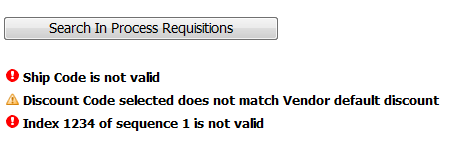 Search In Process Requisitions
Ship Code is not valid
Discount Code selected does not match Vendor default discount
Index 1234 of sequence 1 is not valid